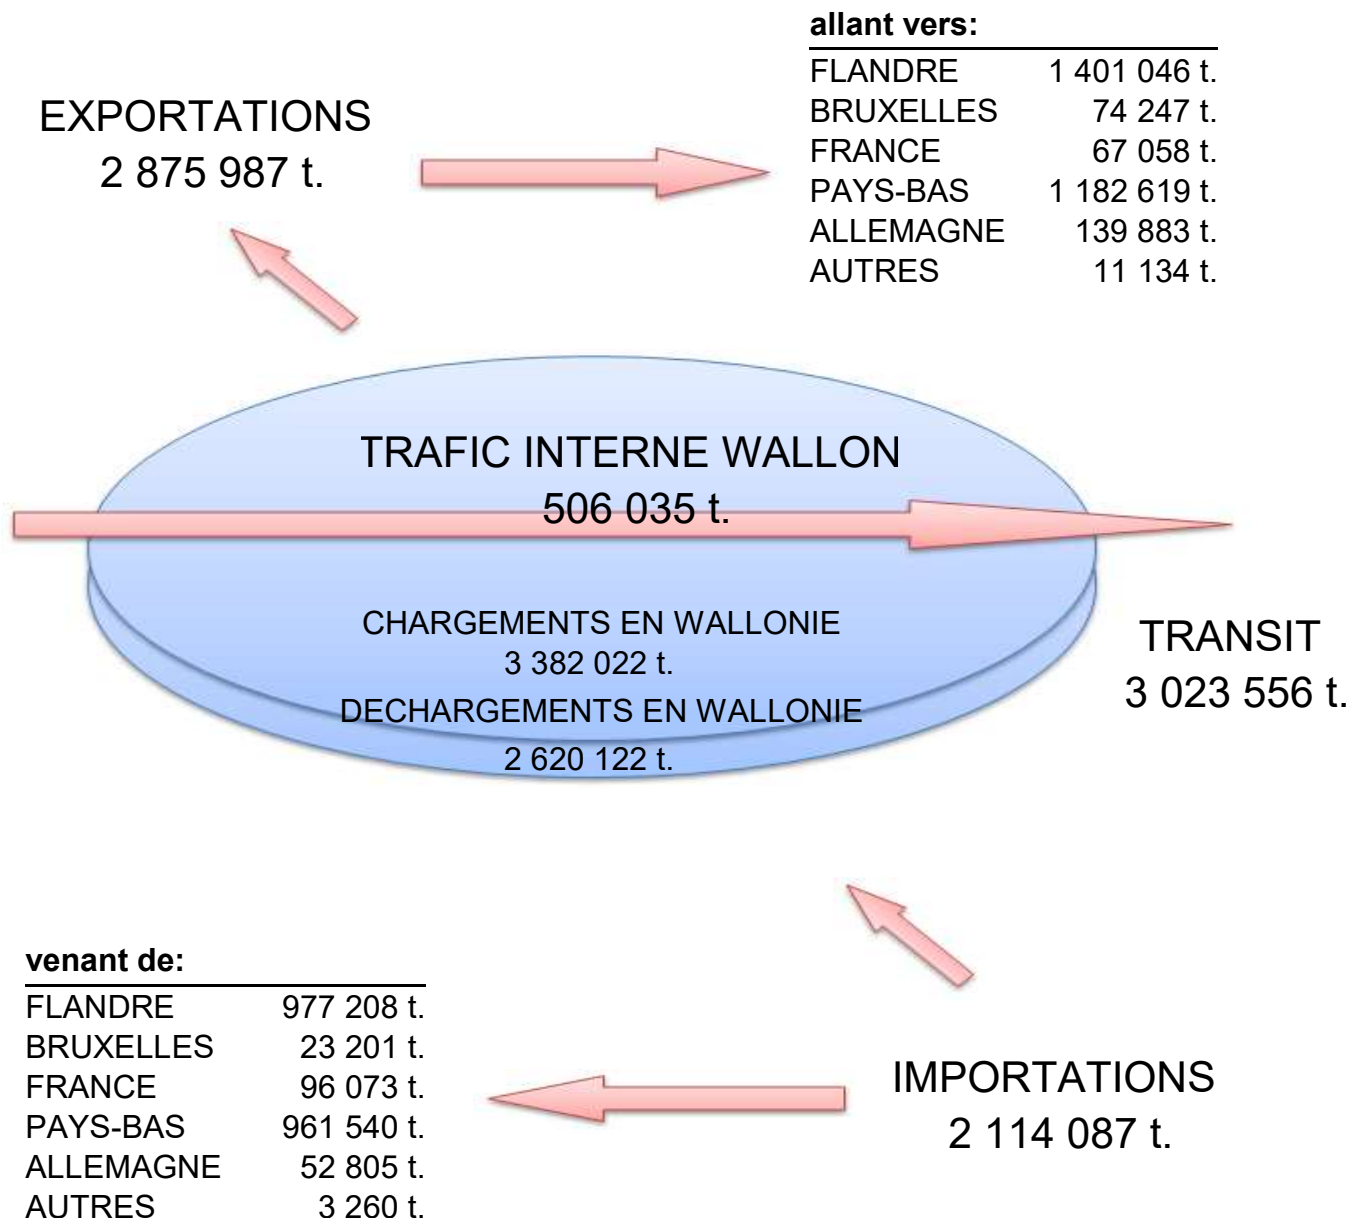 allant vers:
FLANDRE 1 401 046 t.
BRUXELLES 74 247 t.
FRANCE 67 058 t.
PAYS-BAS 1 182 619 t.
ALLEMAGNE 139 883 t.
AUTRES 11 134 t.
EXPORTATIONS
2 875 987 t.
TRAFIC INTERNE WALLON
506 035 t.
CHARGEMENTS EN WALLONIE
3 382 022 t.
DECHARGEMENTS EN WALLONIE
2 620 122 t.
TRANSIT
3 023 556 t.
venant de:
FLANDRE 977 208 t.
BRUXELLES 23 201 t.
FRANCE 96 073 t.
PAYS-BAS 961 540 t.
ALLEMAGNE 52 805 t.
AUTRES 3 260 t.
IMPORTATIONS
2 114 087 t.